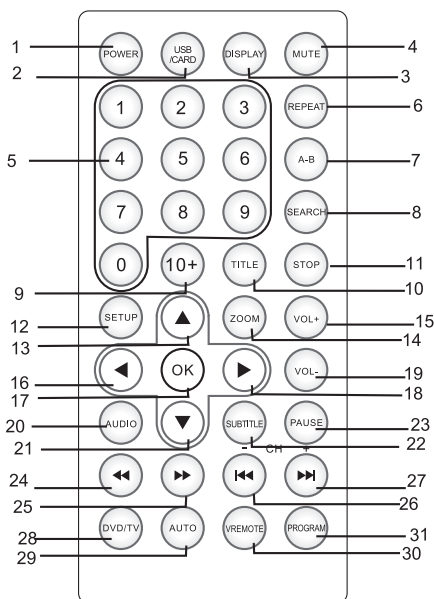 1 POWER USB /CARD DISPLAY MUTE 4
2 3
1 2 3 REPEAT 6
5 4 5 6 A-B 7
7 8 9 SEARCH 8
0 10+ TITLE STOP 11
9 10
12 SETUP ZOOM VOL+ 15
13 14
16 OK VOL- 19
17 18
20 AUDIO SUBTITLE PAUSE 23
21 22
- CH +
24 27
25 26
28 DVD/TV AUTO VREMOTE PROGRAM 31
29 30